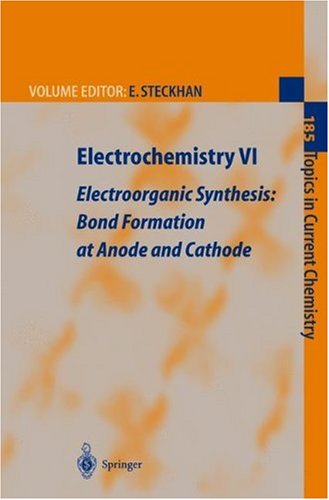 VOLUME EDITOR: E. STECKHAN
185 Topics in Current Chemistry
Electrochemistry VI
Electroorganic Synthesis:
Bond Formation
at Anode and Cathode
Springer